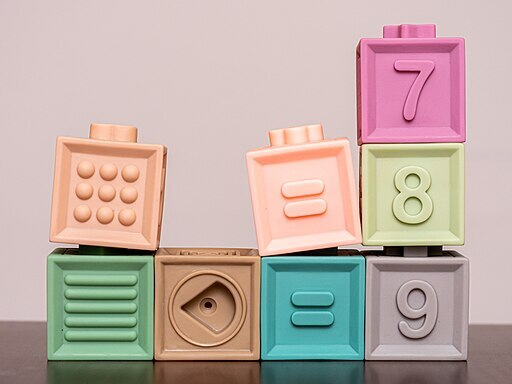 7
= 8
= 9